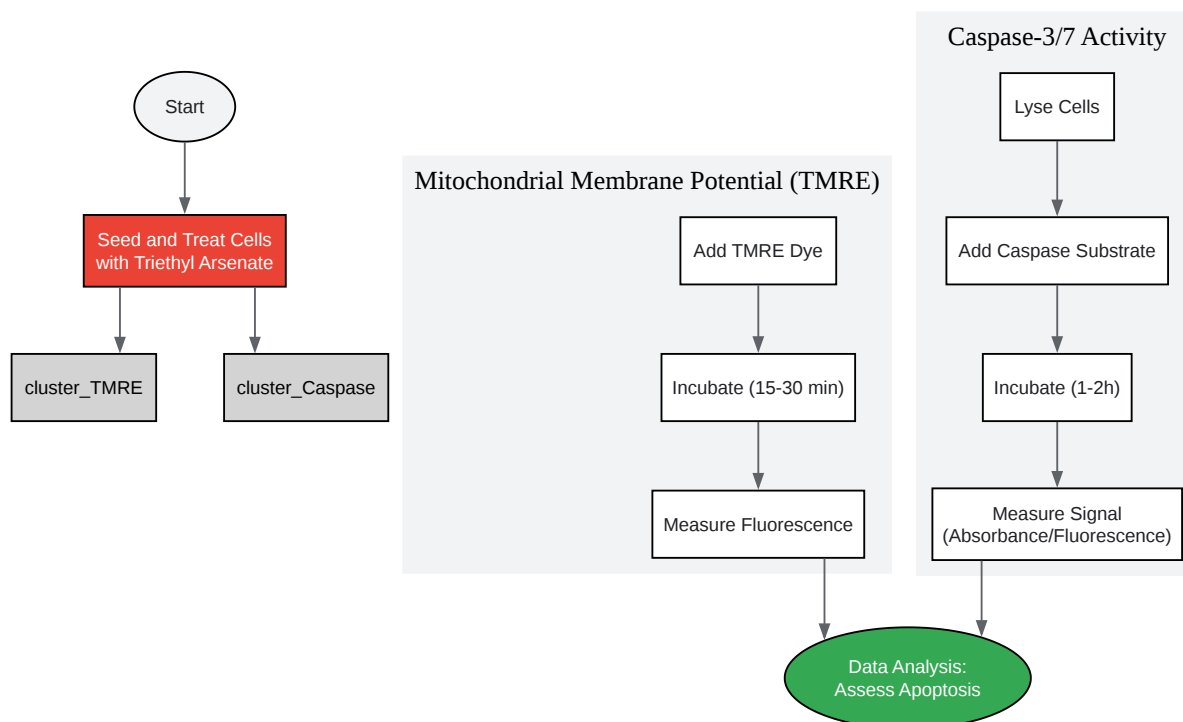 Start
Seed and Treat Cells
with Triethyl Arsenate
cluster_TMRE
cluster_Caspase
Mitochondrial Membrane Potential (TMRE)
Add TMRE Dye
Incubate (15-30 min)
Measure Fluorescence
Caspase-3/7 Activity
Lyse Cells
Add Caspase Substrate
Incubate (1-2h)
Measure Signal
(Absorbance/Fluorescence)
Data Analysis:
Assess Apoptosis